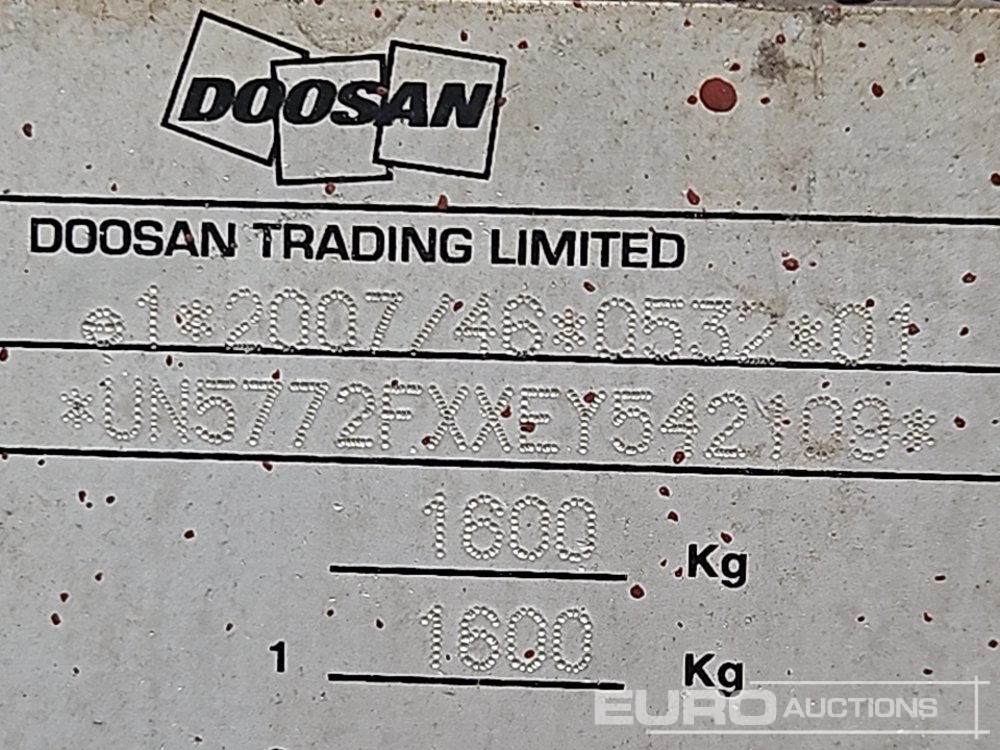 DOOSAN
DOOSAN TRADING LIMITED
e1*2007/46*0532*01
*UN5772FXXEY542109*
1600 Kg
1 1600 Kg
EURO AUCTIONS